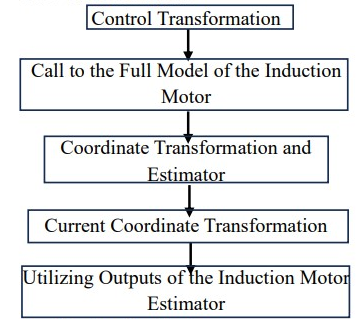 Control Transformation
Call to the Full Model of the Induction
Motor
Coordinate Transformation and
Estimator
Current Coordinate Transformation
Utilizing Outputs of the Induction Motor
Estimator